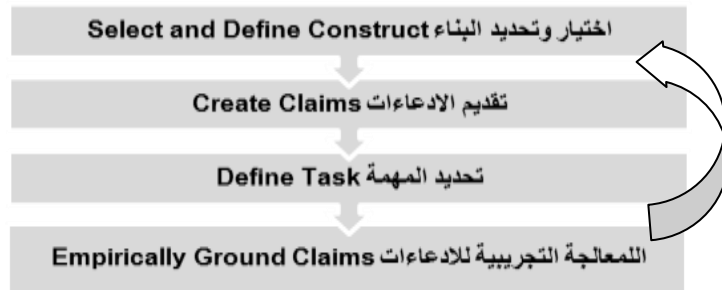 اختيار وتحديد البناء Select and Define Construct
تقديم الادعاءات Create Claims
تحديد المهمة Define Task
اللمعالجة التجريبية للادعاءات Empirically Ground Claims